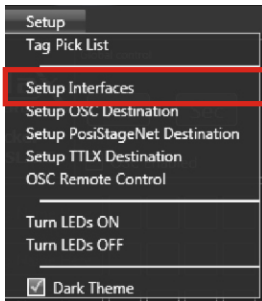 Setup
Tag Pick List
Setup Interfaces
Setup OSC Destination
Setup PosiStageNet Destination
Setup TTLX Destination
OSC Remote Control
Turn LEDs ON
Turn LEDs OFF
Dark Theme